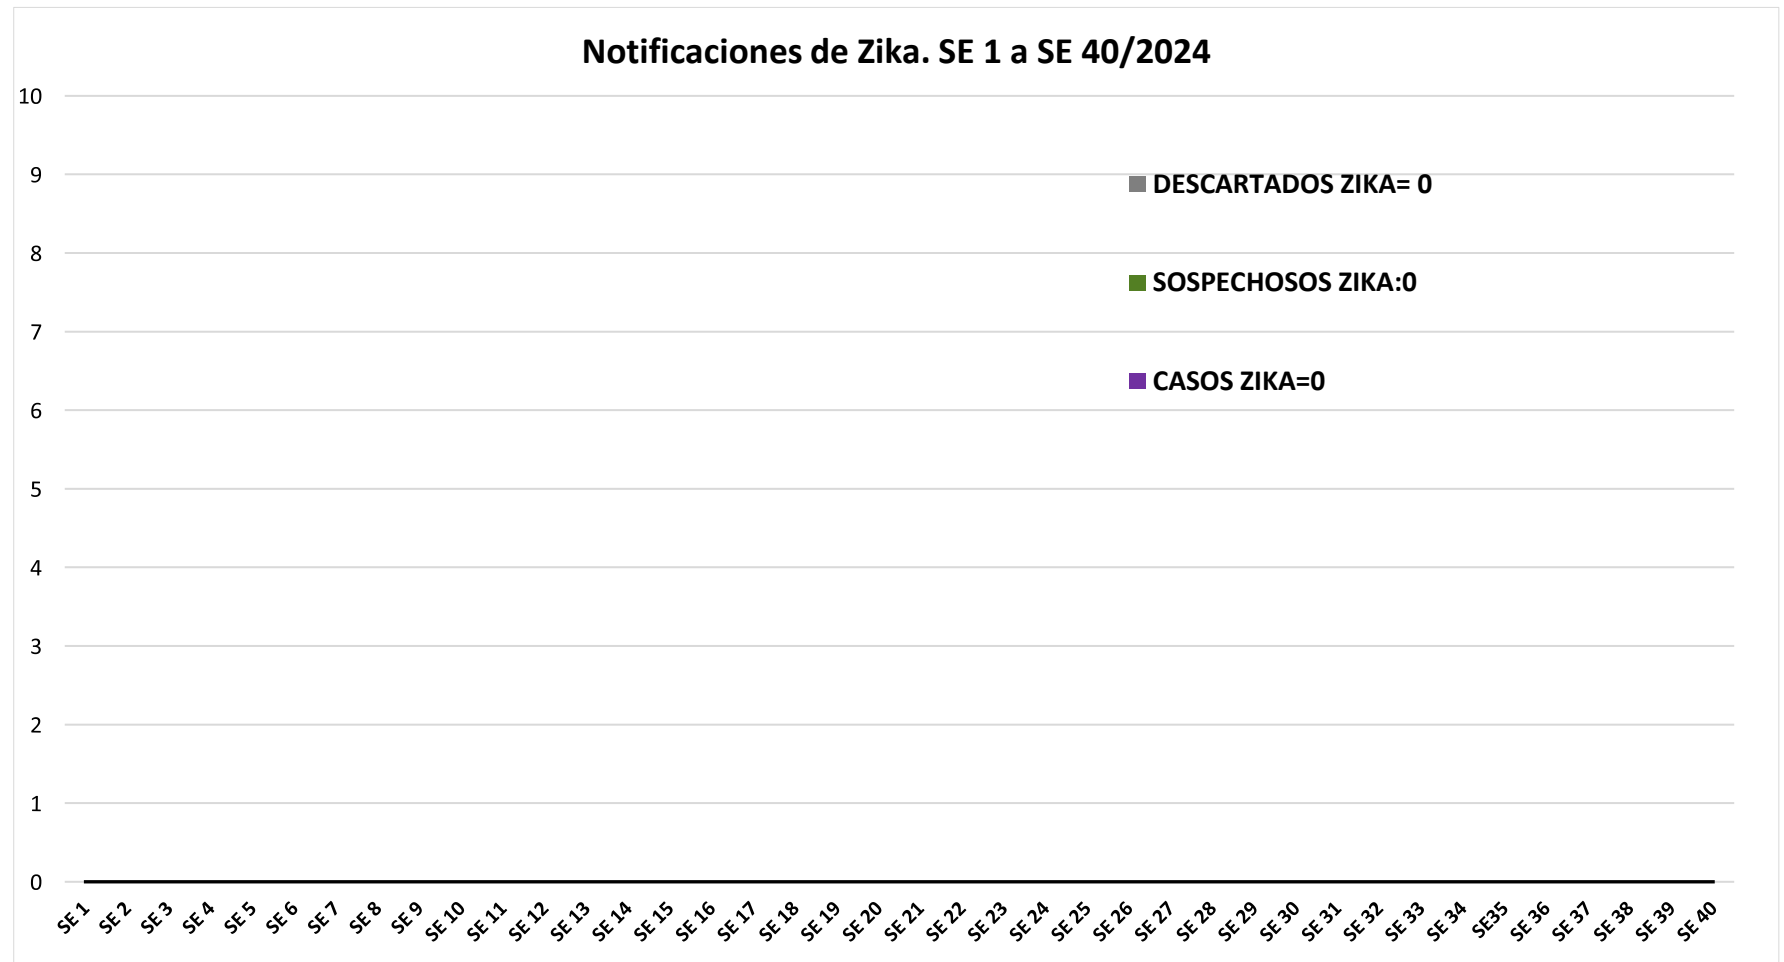 Notificaciones de Zika. SE 1 a SE 40/2024
10
9
DESCARTADOS ZIKA= 0
8
SOSPECHOSOS ZIKA:0
7
CASOS ZIKA=0
6
5
4
3
2
1
0
SE 1 SE 2 SE 3 SE 4 SE 5 SE 6 SE 7 SE 8 SE 9 SE 10 SE 11 SE 12 SE 13 SE 14 SE 15 SE 16 SE 17 SE 18 SE 19 SE 20 SE 21 SE 22 SE 23 SE 24 SE 25 SE 26 SE 27 SE 28 SE 29 SE 30 SE 31 SE 32 SE 33 SE 34 SE35 SE 36 SE 37 SE 38 SE 39 SE 40